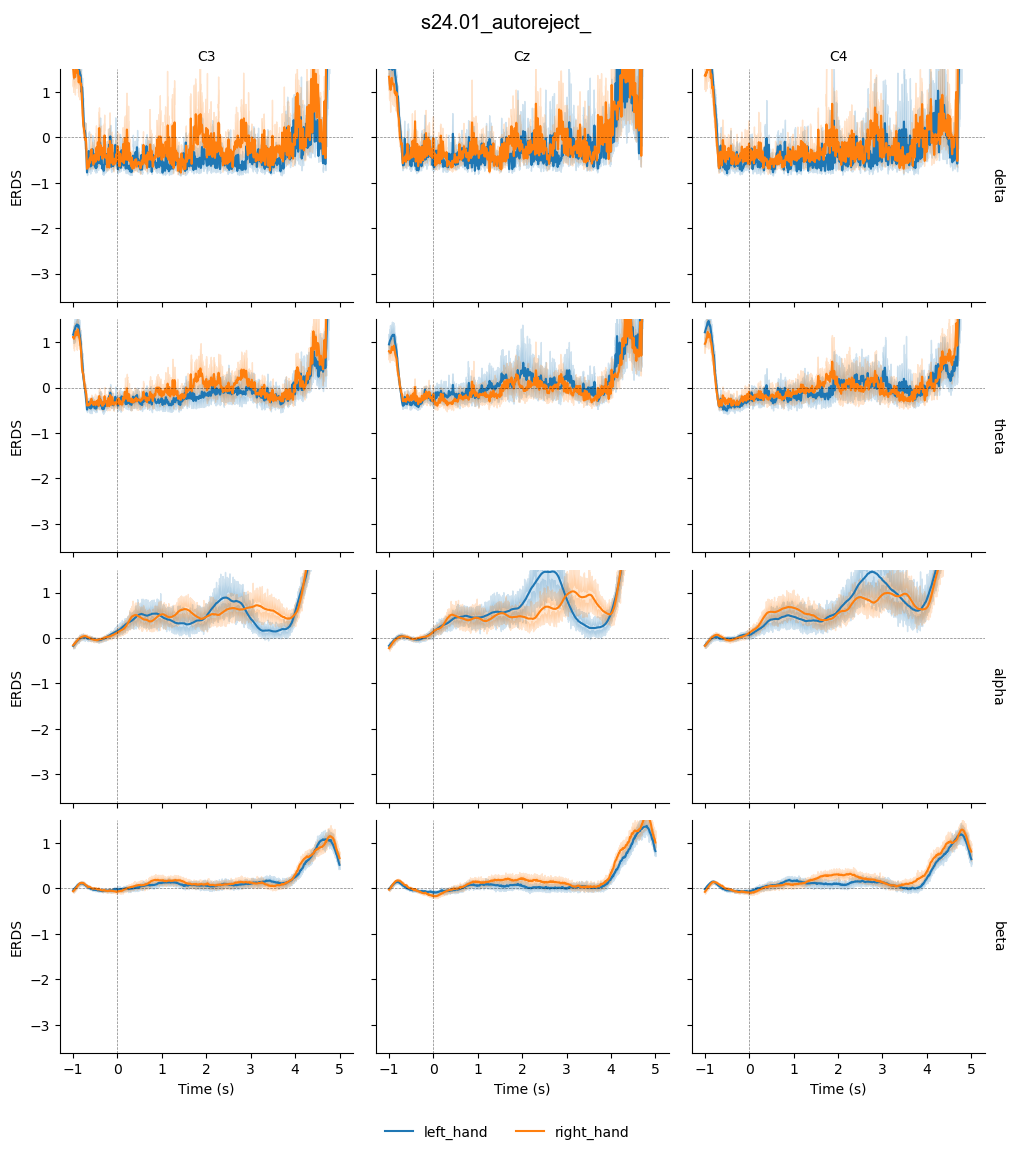 s24.01_autoreject_
C3 Cz C4
1
0
−1
−2
−3
ERDS
delta
1
0
−1
−2
−3
ERDS
theta
1
0
−1
−2
−3
ERDS
alpha
1
0
−1
−2
−3
ERDS
beta
−1 0 1 2 3 4 5 −1 0 1 2 3 4 5 −1 0 1 2 3 4 5
Time (s) Time (s) Time (s)
left_hand right_hand